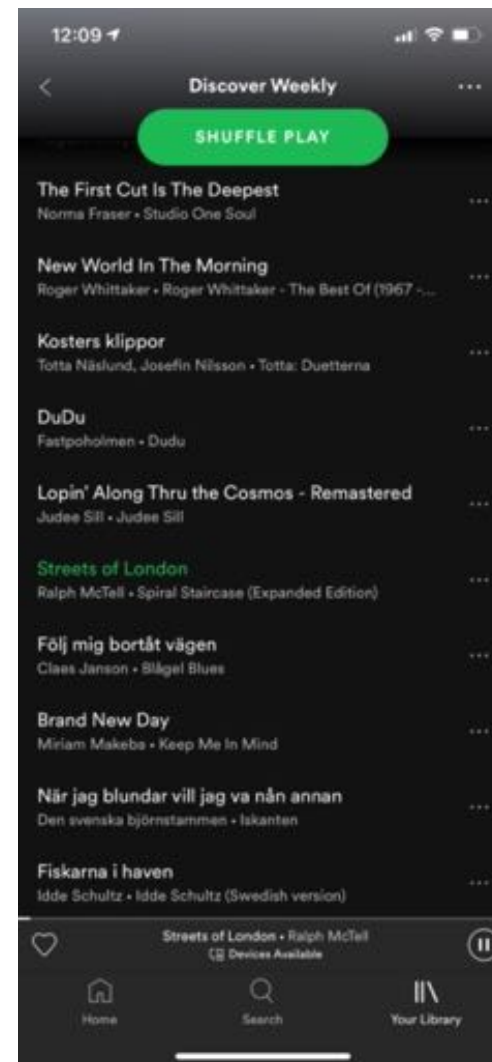 12:09
Discover Weekly
SHUFFLE PLAY
The First Cut Is The Deepest
Norma Fraser • Studio One Soul
New World In The Morning
Roger Whittaker • Roger Whittaker - The Best Of (1967 -...
Kosters klippor
Totta Näslund, Josefin Nilsson • Totta: Duetterna
DuDu
Fastpoholmen • Dudu
Lopin' Along Thru the Cosmos - Remastered
Judee Sill • Judee Sill
Streets of London
Ralph McTell • Spiral Staircase (Expanded Edition)
Följ mig bortåt vägen
Claes Janson • Blågel Blues
Brand New Day
Miriam Makeba • Keep Me In Mind
När jag blundar vill jag va nån annan
Den svenska björnstammen • Iskanten
Fiskarna i haven
Idde Schultz • Idde Schultz (Swedish version)
Streets of London • Ralph McTell
Devices Available
Home
Search
Your Library